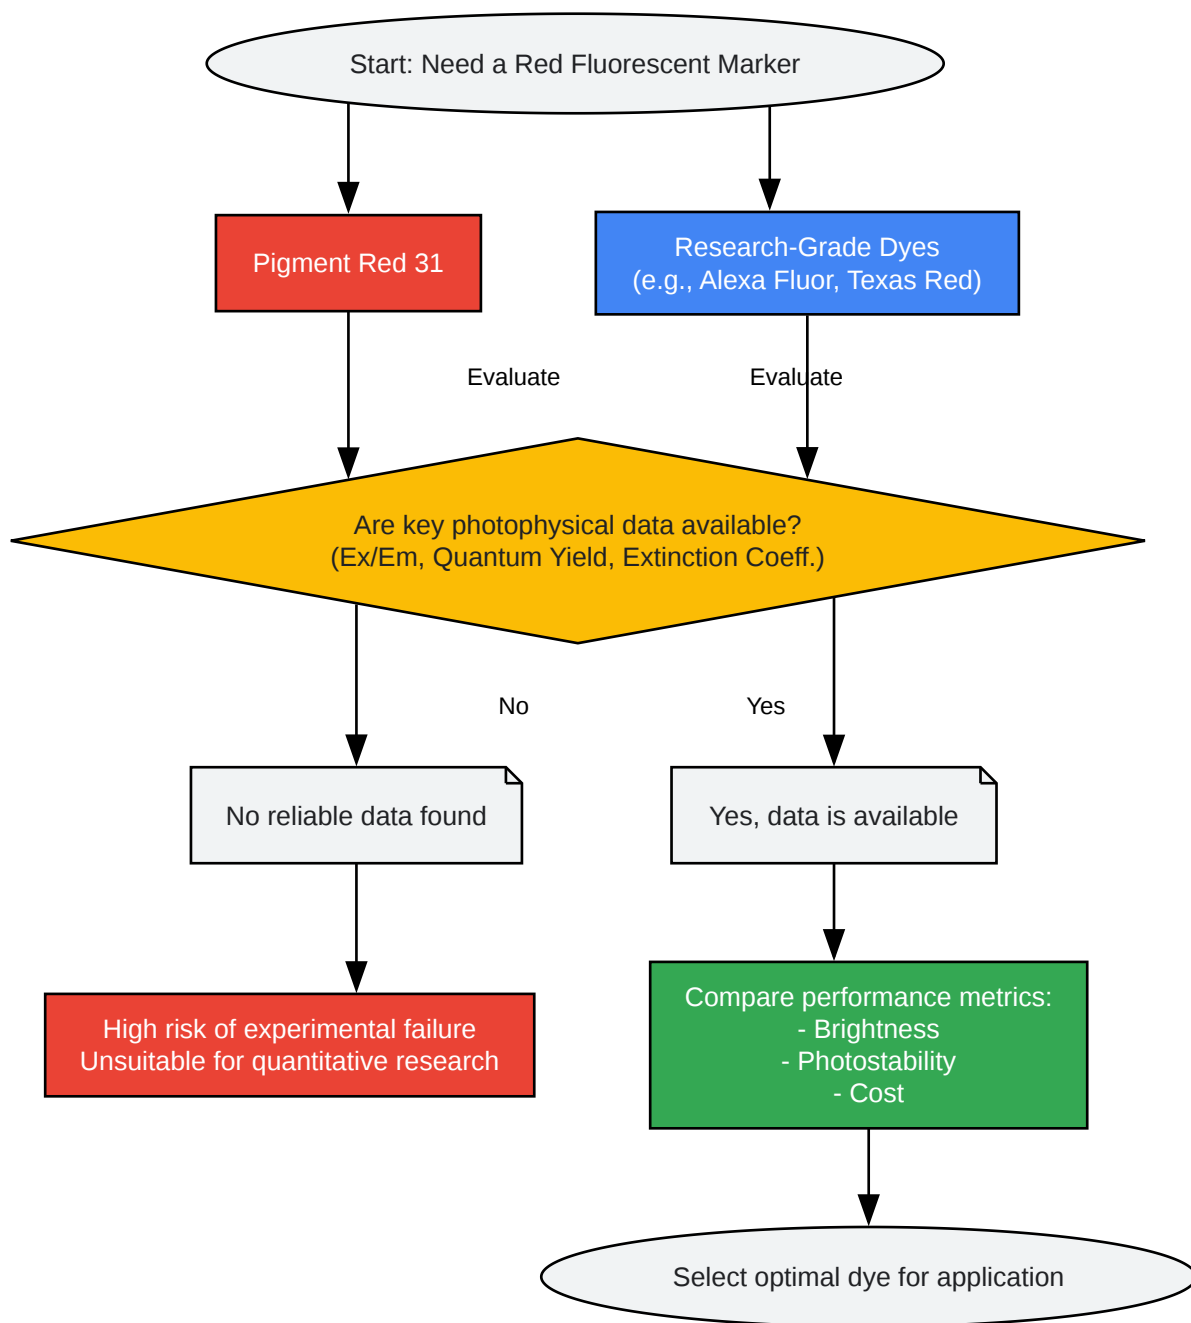 Start: Need a Red Fluorescent Marker
Pigment Red 31
Research-Grade Dyes
(e.g., Alexa Fluor, Texas Red)
Evaluate
Evaluate
Are key photophysical data available?
(Ex/Em, Quantum Yield, Extinction Coeff.)
No
Yes
No reliable data found
Yes, data is available
High risk of experimental failure
Unsuitable for quantitative research
Compare performance metrics:
- Brightness
- Photostability
- Cost
Select optimal dye for application